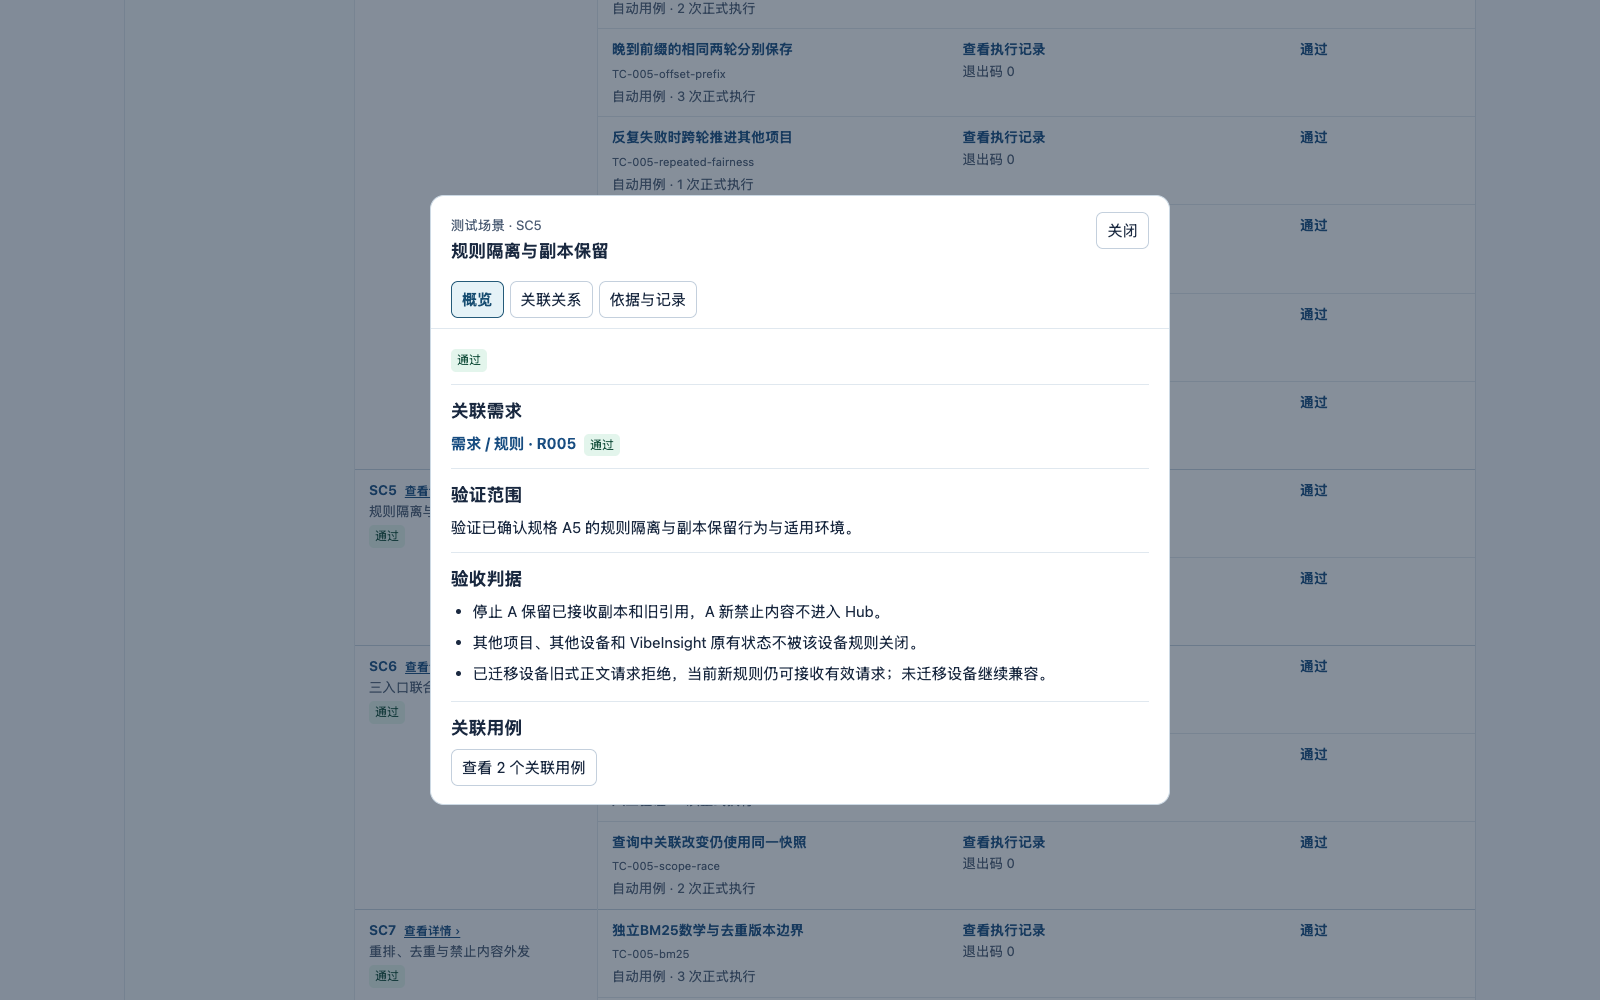 自动用例 · 2 次正式执行
晚到前缀的相同两轮分别保存
查看执行记录
通过
TC-005-offset-prefix
退出码 0
自动用例 · 3 次正式执行
反复失败时跨轮推进其他项目
查看执行记录
通过
TC-005-repeated-fairness
退出码 0
自动用例 · 1 次正式执行
通过
通过
通过
测试场景 · SC5
规则隔离与副本保留
关闭
概览
关联关系
依据与记录
通过
关联需求
需求 / 规则 · R005
通过
验证范围
验证已确认规格 A5 的规则隔离与副本保留行为与适用环境。
验收判据
停止 A 保留已接收副本和旧引用，A 新禁止内容不进入 Hub。
其他项目、其他设备和 VibeInsight 原有状态不被该设备规则关闭。
已迁移设备旧式正文请求拒绝，当前新规则仍可接收有效请求；未迁移设备继续兼容。
关联用例
查看 2 个关联用例
SC5 查看
规则隔离与
通过
通过
通过
SC6 查看
三入口联合
通过
通过
通过
查询中关联改变仍使用同一快照
查看执行记录
通过
TC-005-scope-race
退出码 0
自动用例 · 2 次正式执行
SC7 查看详情 ›
重排、去重与禁止内容外发
通过
独立BM25数学与去重版本边界
查看执行记录
通过
TC-005-bm25
退出码 0
自动用例 · 3 次正式执行